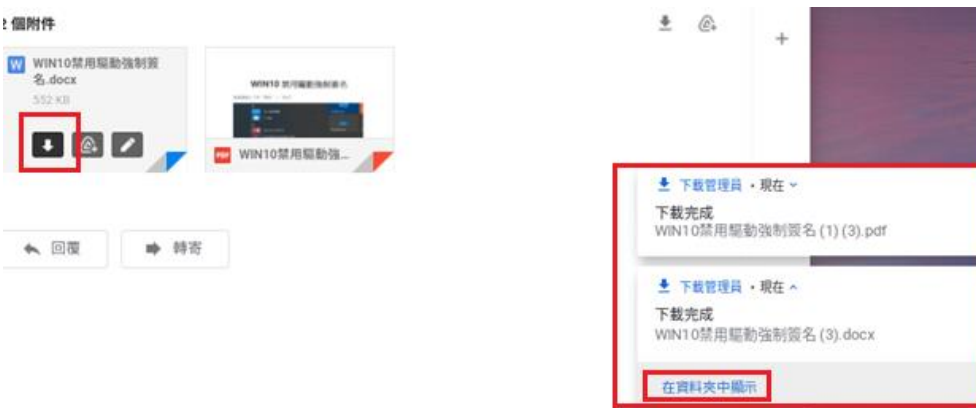 2 個附件
W
WIN10禁用驅動強制簽
名.docx
552 KB
WIN10 禁用驅動強制簽名
PDF WIN10禁用驅動強...
回覆
轉寄
下載管理員 • 現在
下載完成
WIN10禁用驅動強制簽名 (1) (3).pdf
下載管理員 • 現在
下載完成
WIN10禁用驅動強制簽名 (3).docx
在資料夾中顯示